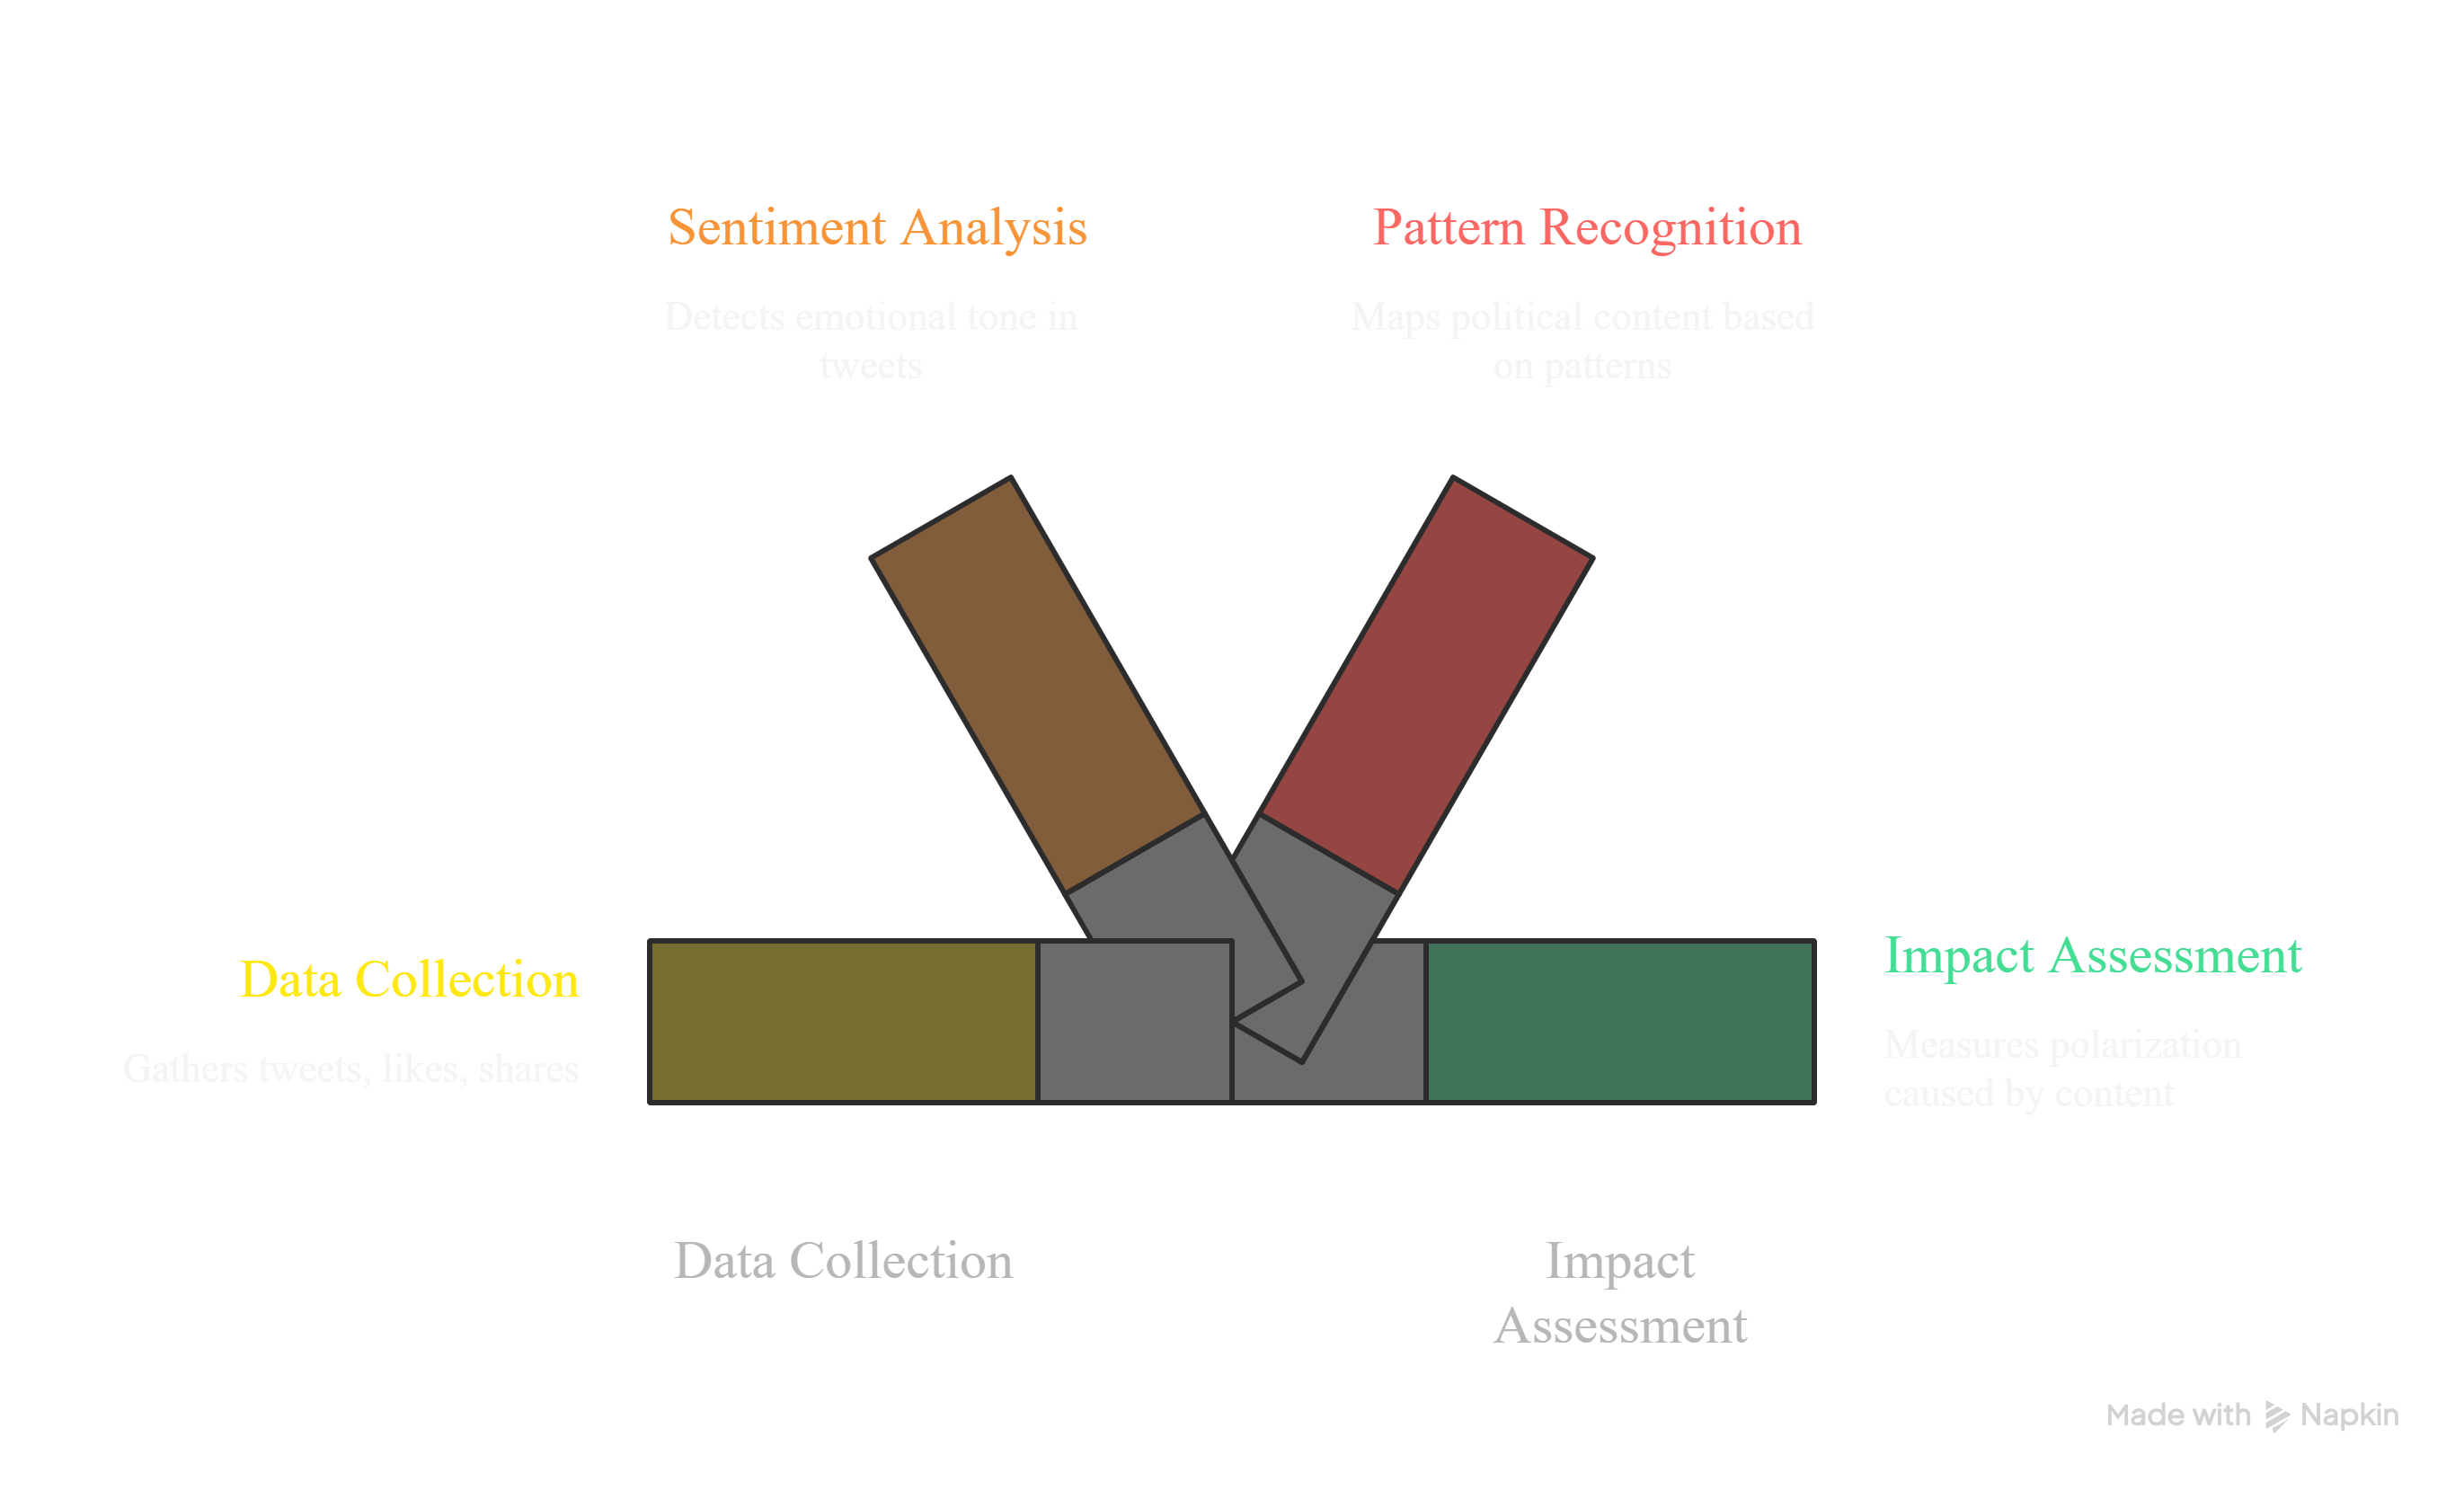 Sentiment Analysis
Detects emotional tone in
tweets
Pattern Recognition
Maps political content based
on patterns
Data Collection
Gathers tweets, likes, shares
Impact Assessment
Measures polarization
caused by content
Data Collection
Impact
Assessment
Made with Napkin